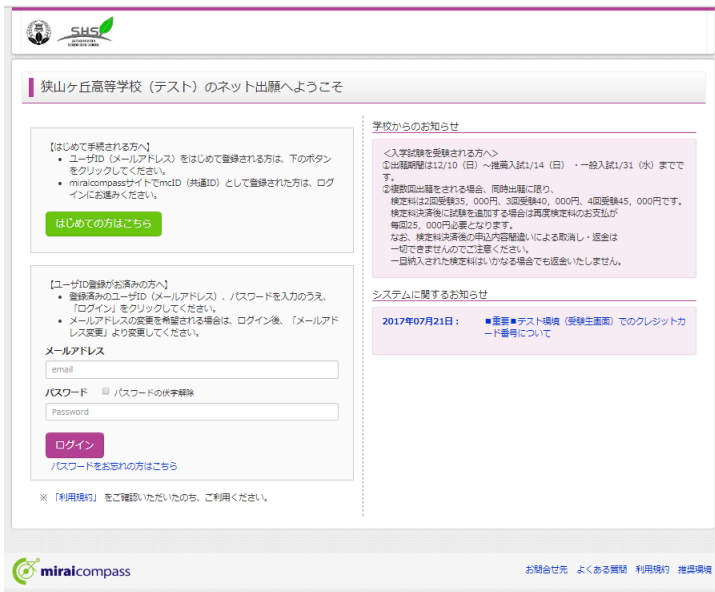 SHS
狭山ヶ丘高等学校（テスト）のネット出願へようこそ
【はじめて手続される方へ】
• ユーザID（メールアドレス）をはじめて登録される方は、下のボタン
をクリックしてください。
• miraicompassサイトでmcID（共通ID）として登録された方は、ログ
インにお進みください。
はじめての方はこちら
【ユーザID登録がお済みの方へ】
• 登録済みのユーザID（メールアドレス）、パスワードを入力のうえ、
「ログイン」をクリックしてください。
• メールアドレスの変更を希望される場合は、ログイン後、「メールアド
レス変更」より変更してください。
メールアドレス
email
パスワード パスワードの伏字解除
Password
ログイン
パスワードをお忘れの方はこちら
※ 「利用規約」 をご確認いただいたのち、ご利用ください。
学校からのお知らせ
＜入学試験を受験される方へ＞
①出願期間は12/10（日）～推薦入試1/14（日）・一般入試1/31（水）までで
す。
②複数回出願をされる場合、同時出願に限り、
検定料は2回受験35，000円、3回受験40，000円、4回受験45，000円です。
検定料決済後に試験を追加する場合は再度検定料のお支払が
毎回25，000円必要となります。
なお、検定料決済後の申込内容間違いによる取消し・返金は
一切できませんのでご注意ください。
一旦納入された検定料はいかなる場合でも返金いたしません。
システムに関するお知らせ
2017年07月21日： ■重要■テスト環境（受験生画面）でのクレジットカ
ード番号について
miraicompass
お問合せ先 よくある質問 利用規約 推奨環境